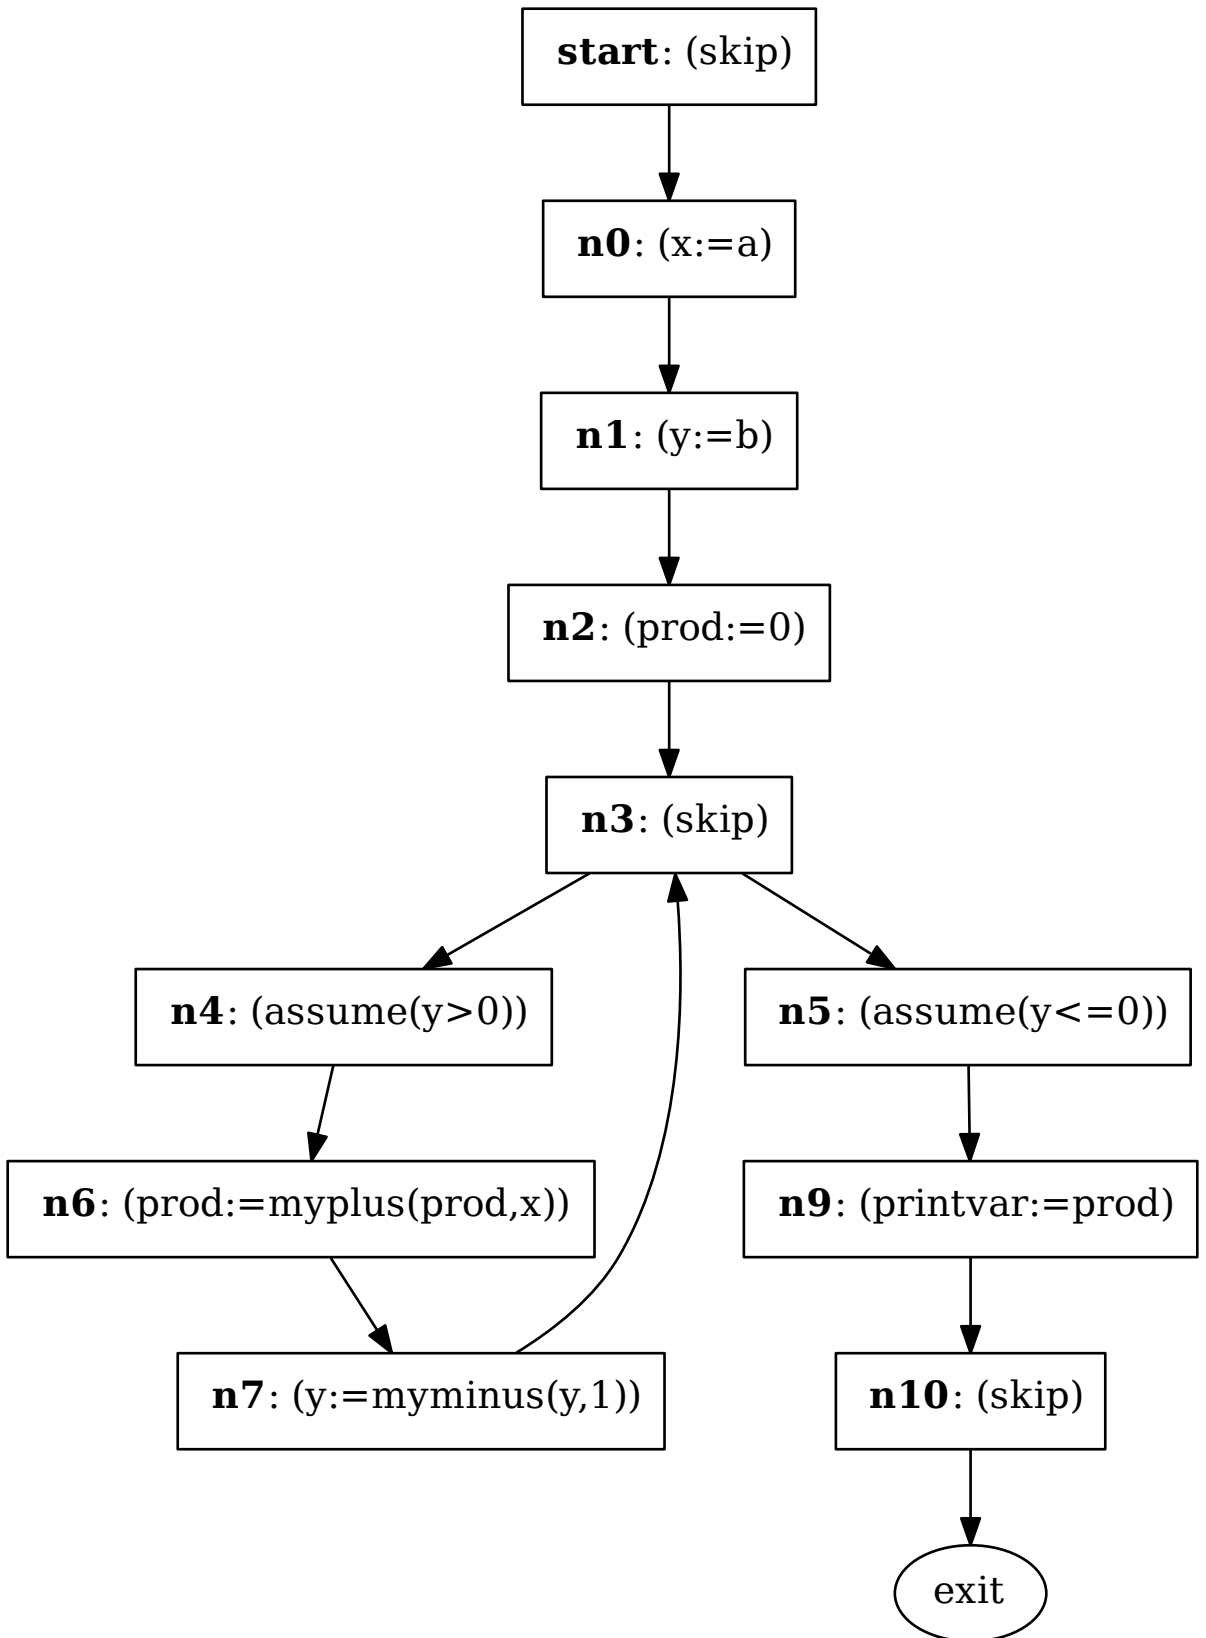 start: (skip)
n0: (x:=a)
n1: (y:=b)
n2: (prod:=0)
n3: (skip)
n4: (assume(y>0))
n5: (assume(y<=0))
n6: (prod:=myplus(prod,x))
n9: (printvar:=prod)
n7: (y:=myminus(y,1))
n10: (skip)
exit